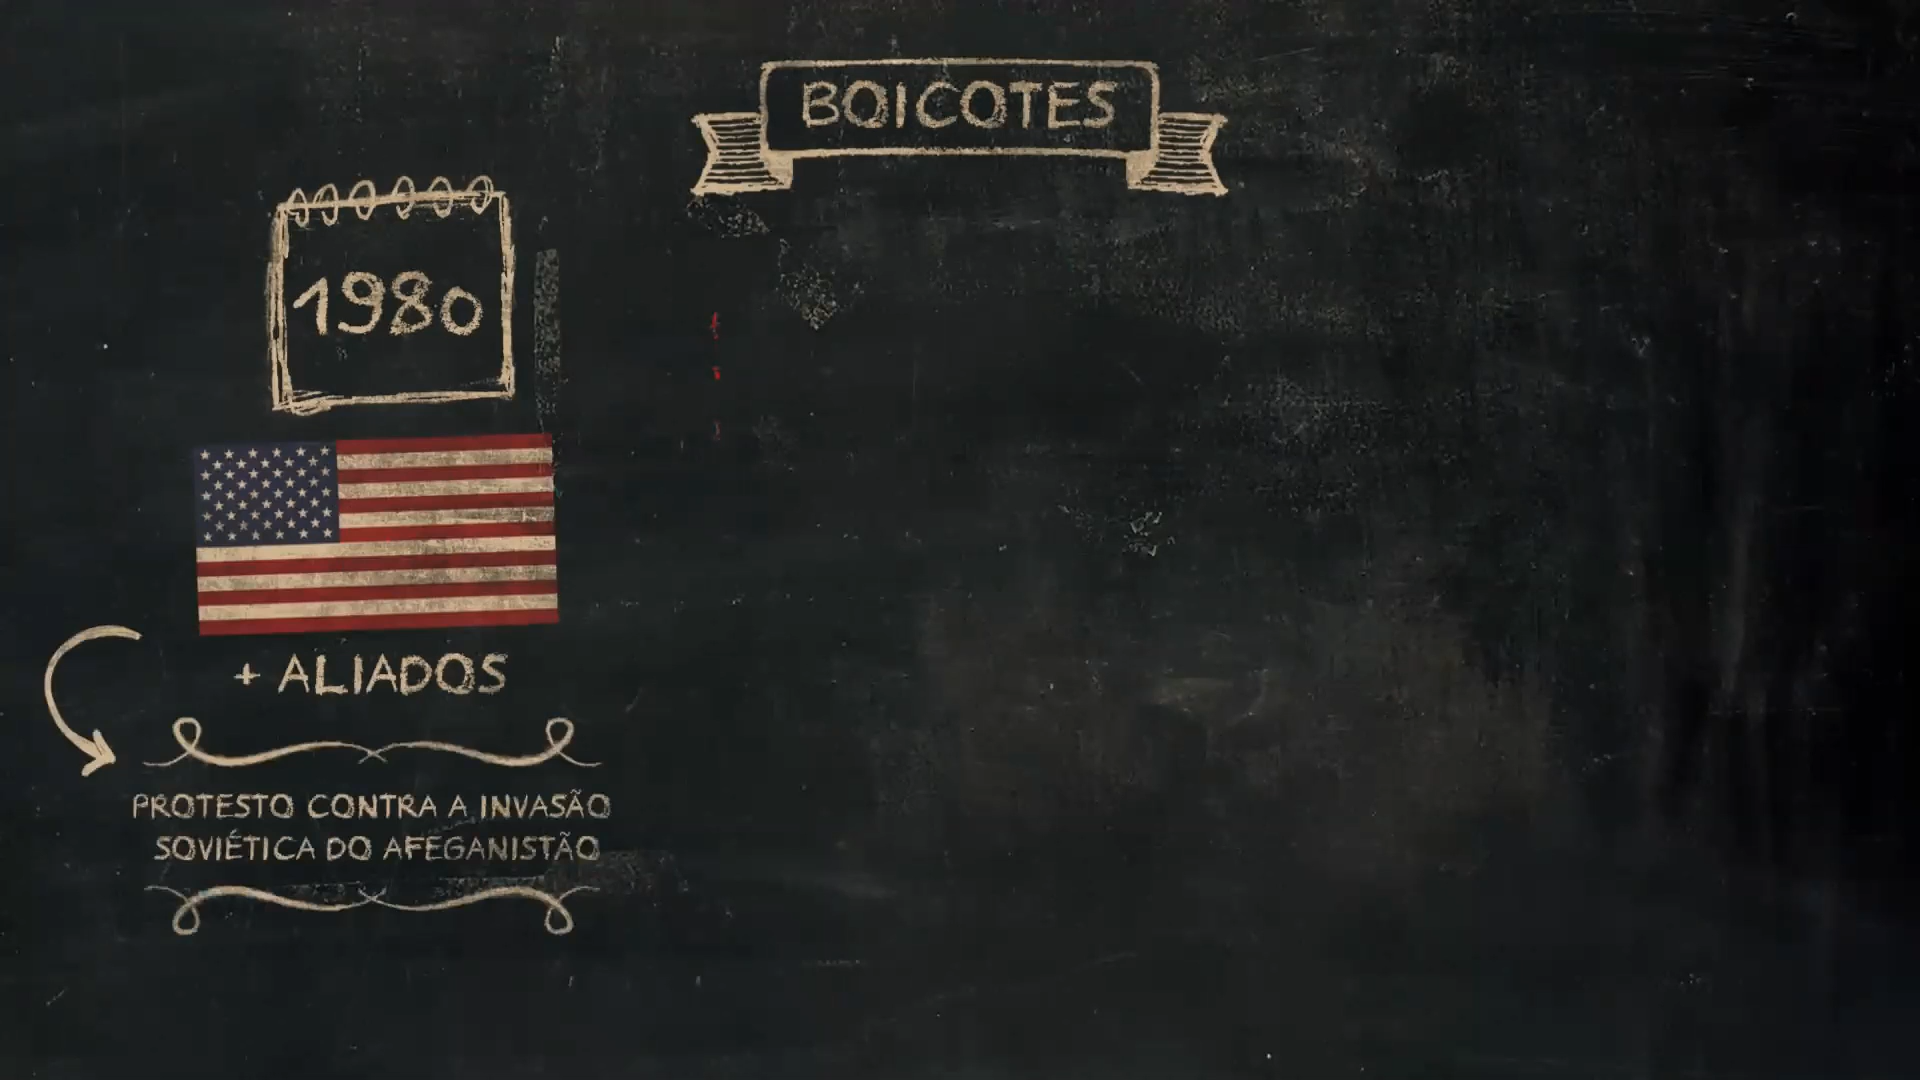 BOICOTES
1980
+ ALIADOS
PROTESTO CONTRA A INVASÃO
SOVIÉTICA DO AFEGANISTÃO